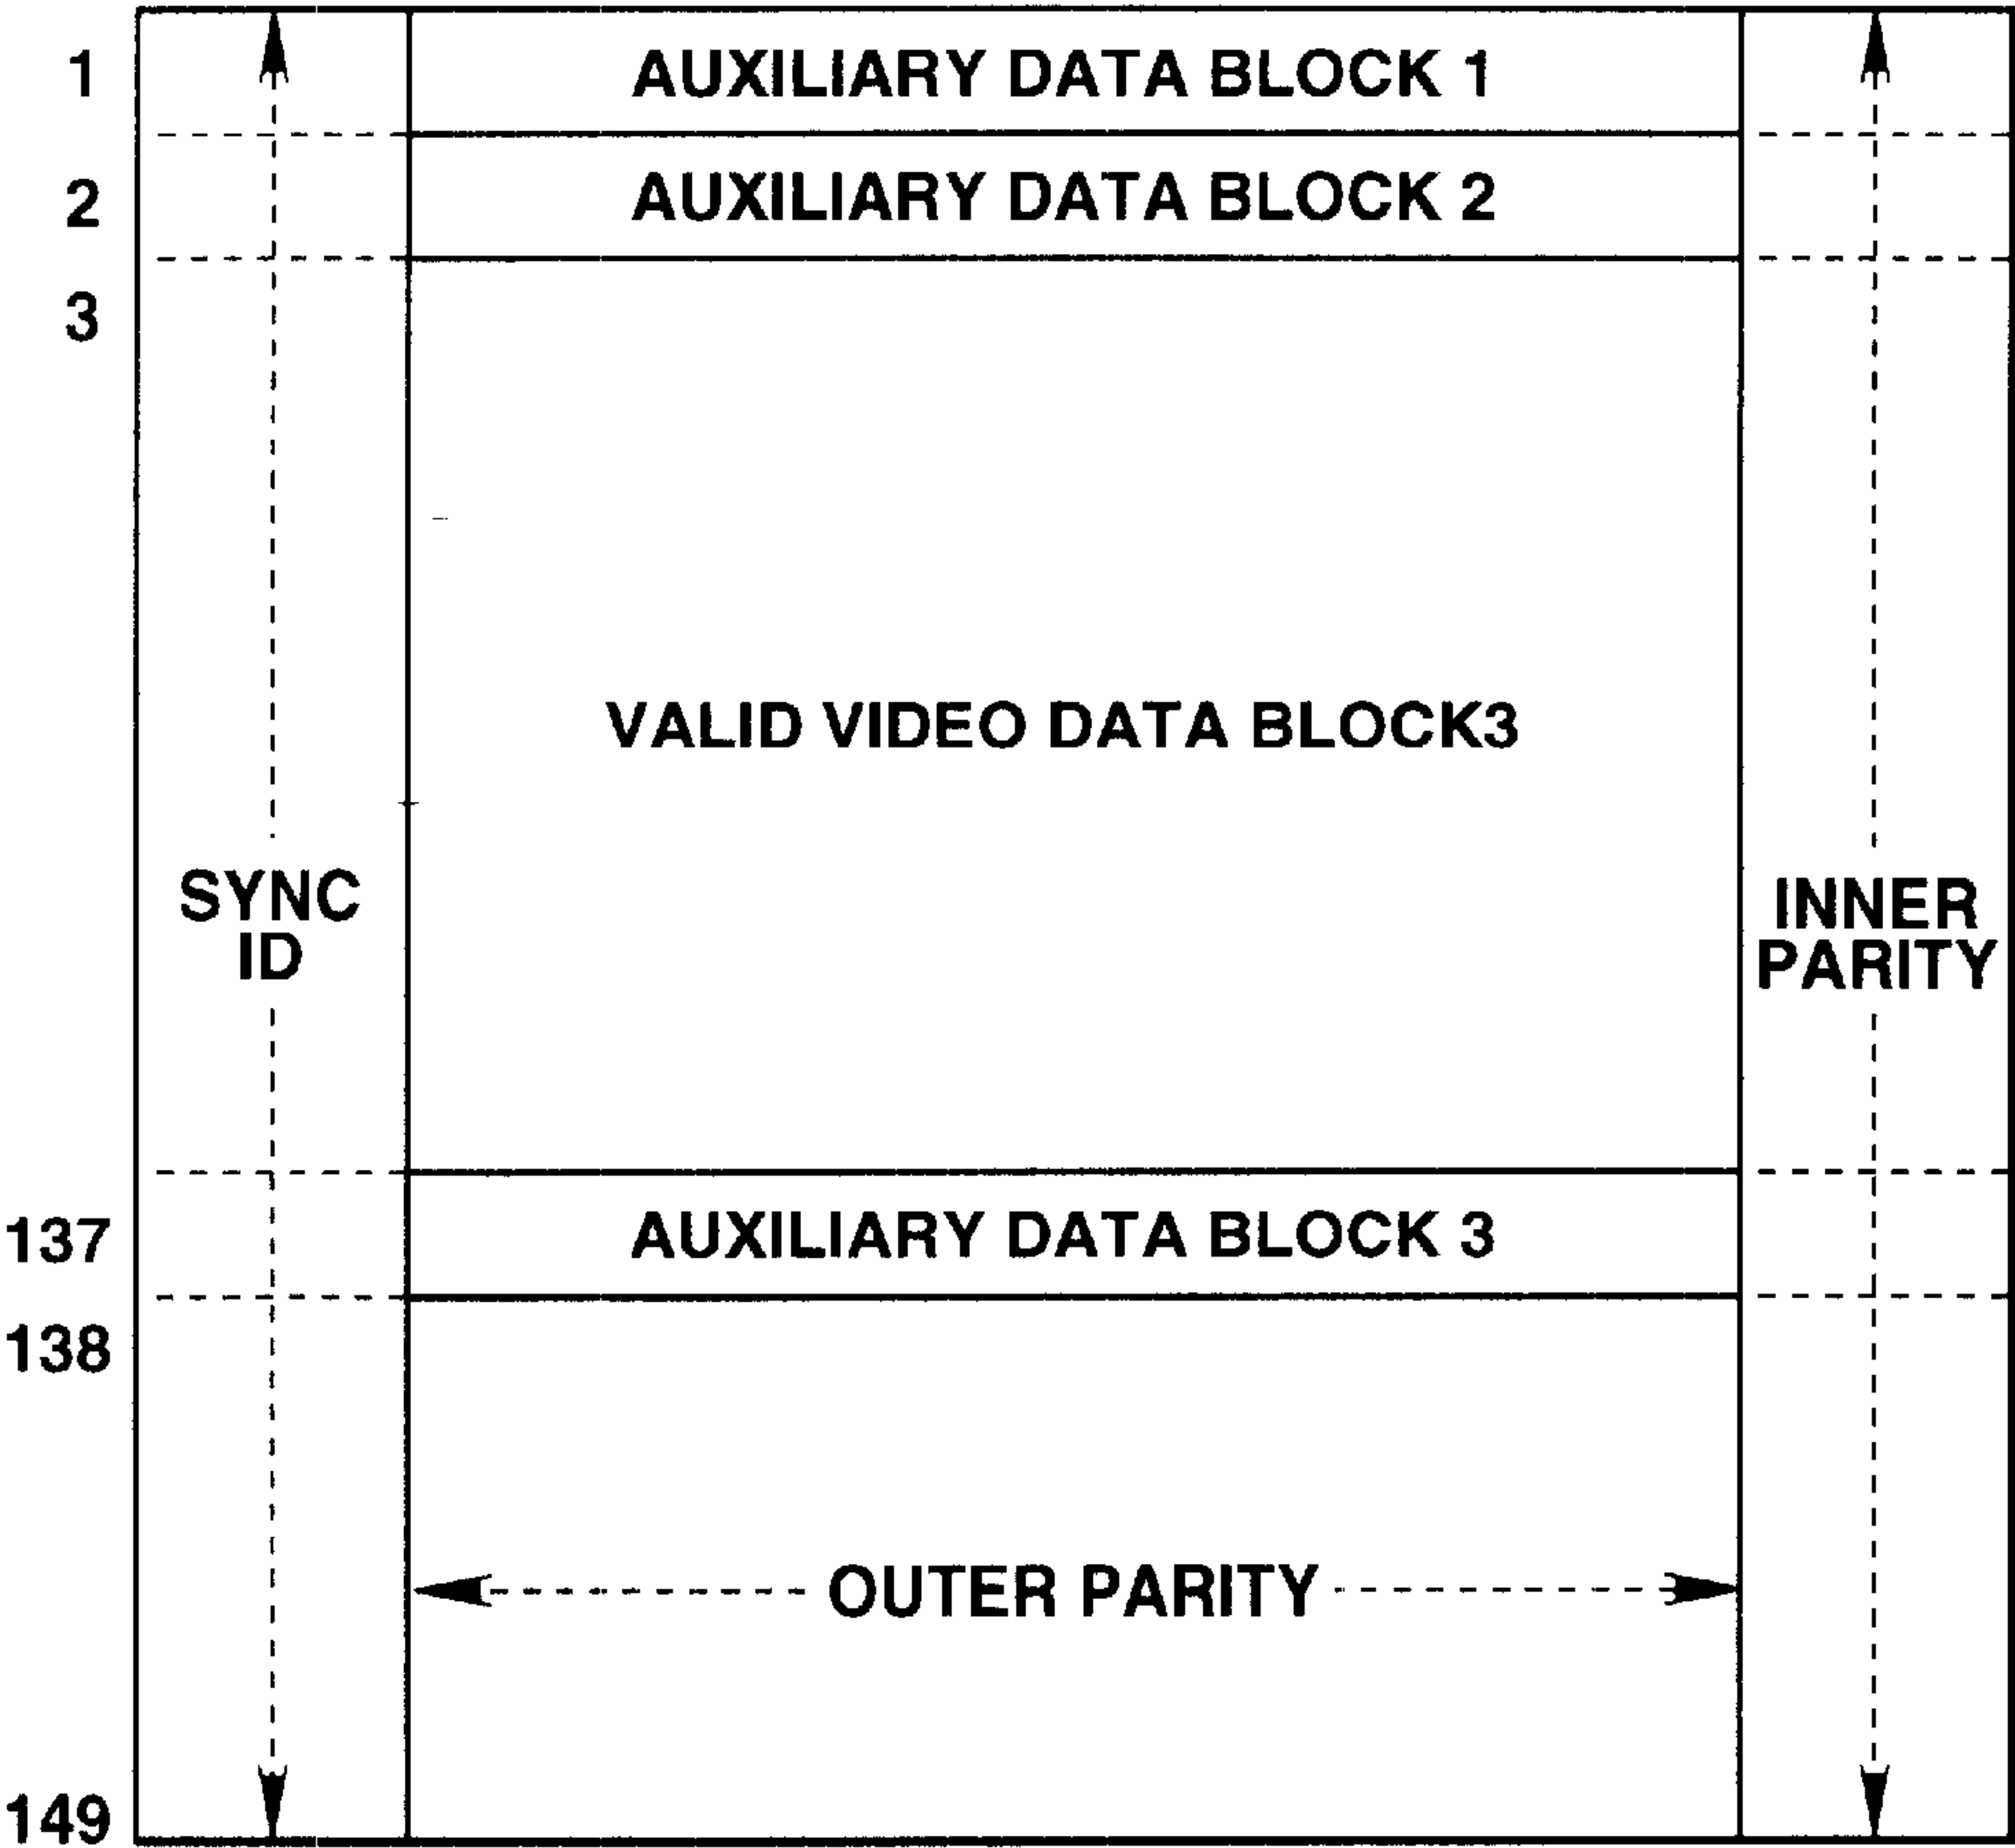 1
AUXILIARY DATA BLOCK 1
2
AUXILIARY DATA BLOCK 2
3
VALID VIDEO DATA BLOCK3
SYNC
ID
INNER
PARITY
137
AUXILIARY DATA BLOCK 3
138
OUTER PARITY
149